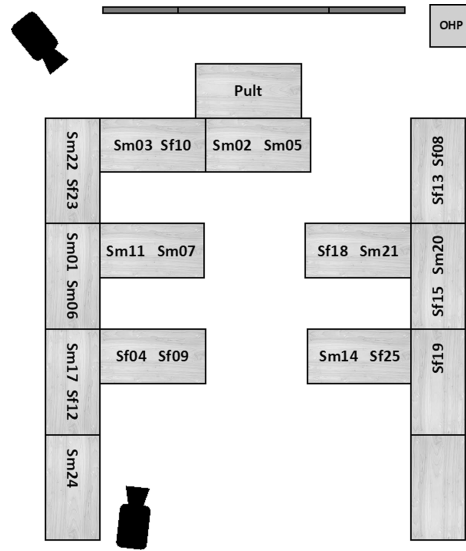 OHP
Pult
Sm03 Sf10
Sm02 Sm05
Sm22 Sf23
Sf13 Sf08
Sm11 Sm07
Sf18 Sm21
Sm01 Sm06
Sf15 Sm20
Sf04 Sf09
Sm14 Sf25
Sm17 Sf12
Sf19
Sm24